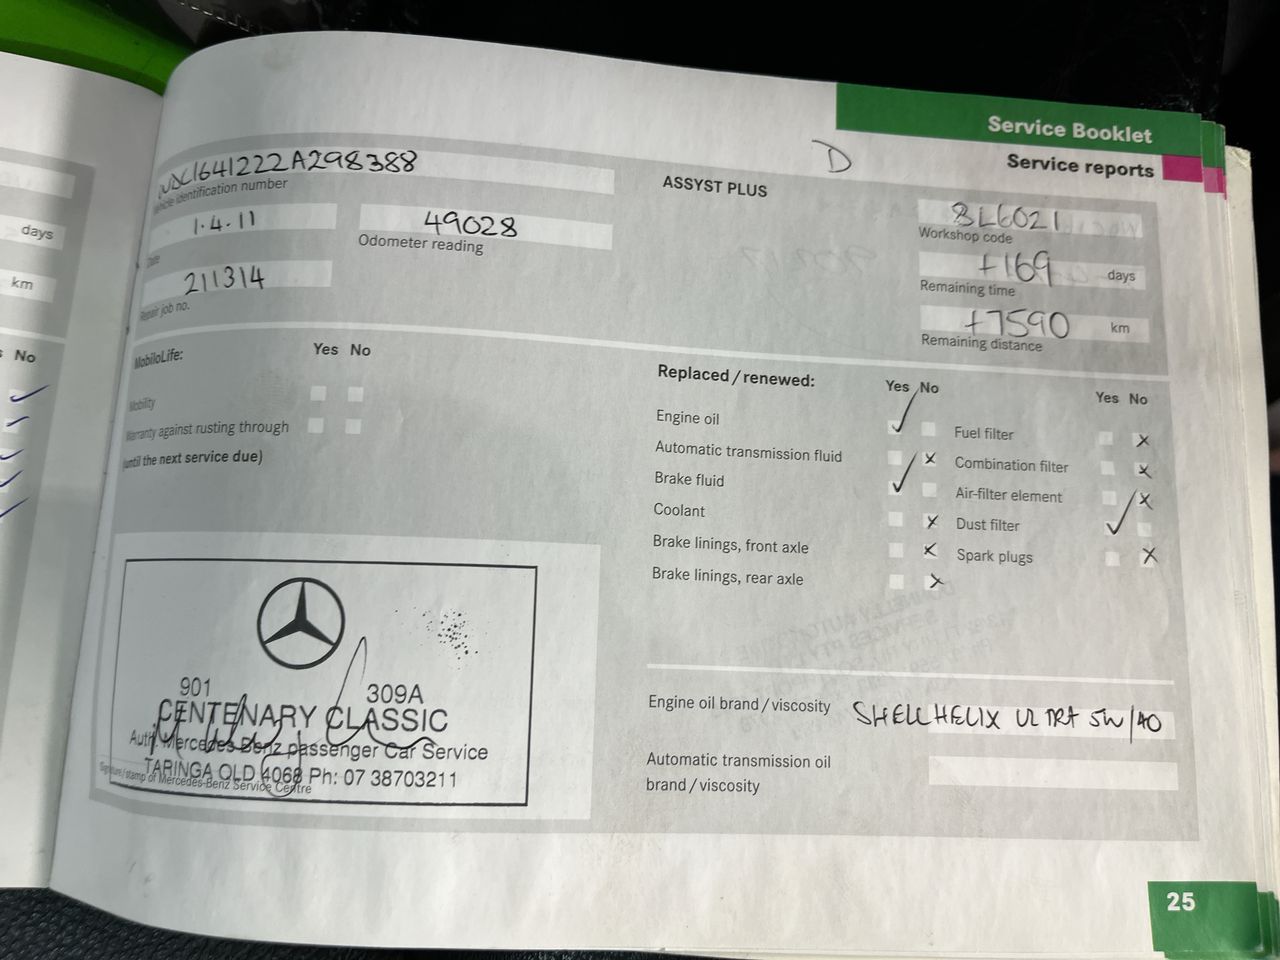 Service Booklet
Service reports
D
WDC1641222A298388
Vehicle identification number
1.4.11
Date
49028
Odometer reading
211314
Repair job no.
ASSYST PLUS
BL6021
Workshop code
+169 days
Remaining time
+7590 km
Remaining distance
days
km
No
MobiloLife:
Yes No
Mobility
Warranty against rusting through
(until the next service due)
Replaced / renewed:
Yes No
Yes No
Engine oil
Automatic transmission fluid
Brake fluid
Coolant
Brake linings, front axle
Brake linings, rear axle
Fuel filter
Combination filter
Air-filter element
Dust filter
Spark plugs
901
309A
CENTENARY CLASSIC
Auth. Mercedes Benz passenger Car Service
TARINGA QLD 4068 Ph: 07 38703211
Signature/stamp of Mercedes-Benz Service Centre
Engine oil brand / viscosity
SHELL HELIX ULTRA 5W/40
Automatic transmission oil
brand / viscosity
25